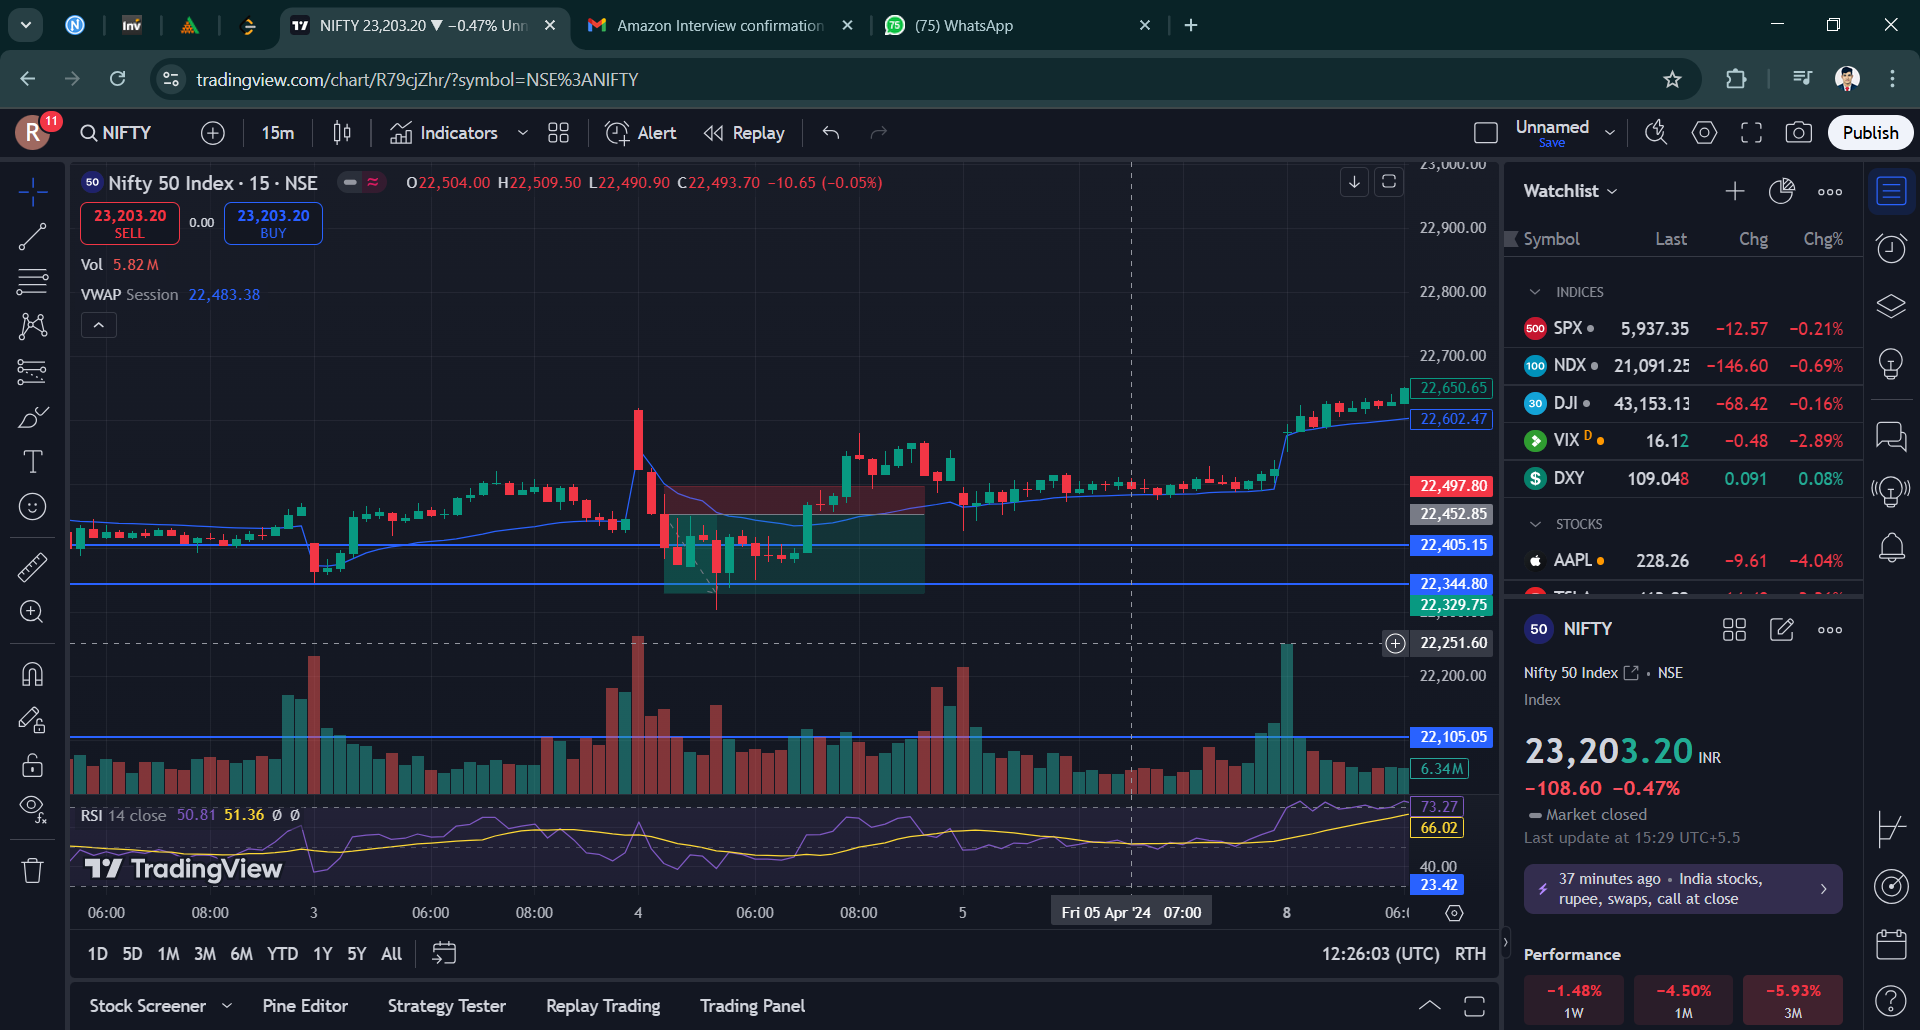 Inv
NIFTY 23,203.20 ▼ −0.47% Unn
Amazon Interview confirmation
75
(75) WhatsApp
tradingview.com/chart/R79cjZhr/?symbol=NSE%3ANIFTY
R
11
NIFTY
15m
Indicators
Alert
Replay
Unnamed
Save
Publish
50 Nifty 50 Index · 15 · NSE
O22,504.00 H22,509.50 L22,490.90 C22,493.70 −10.65 (−0.05%)
23,203.20
SELL
0.00
23,203.20
BUY
Vol 5.82 M
VWAP Session 22,483.38
23,000.00
22,900.00
22,800.00
22,700.00
22,650.65
22,602.47
22,497.80
22,452.85
22,405.15
22,344.80
22,329.75
22,251.60
22,200.00
22,105.05
6.34 M
RSI 14 close 50.81 51.36 Ø Ø
73.27
66.02
40.00
23.42
TradingView
06:00 08:00 3 06:00 08:00 4 06:00 08:00 5 Fri 05 Apr '24 07:00 8 06:0
1D 5D 1M 3M 6M YTD 1Y 5Y All
12:26:03 (UTC) RTH
Stock Screener Pine Editor Strategy Tester Replay Trading Trading Panel
Watchlist
Symbol Last Chg Chg%
INDICES
500 SPX 5,937.35 −12.57 −0.21%
100 NDX 21,091.25 −146.60 −0.69%
30 DJI 43,153.13 −68.42 −0.16%
VIX D 16.12 −0.48 −2.89%
$ DXY 109.048 0.091 0.08%
STOCKS
AAPL 228.26 −9.61 −4.04%
50 NIFTY
Nifty 50 Index • NSE
Index
23,203.20 INR
−108.60 −0.47%
Market closed
Last update at 15:29 UTC+5.5
37 minutes ago • India stocks,
rupee, swaps, call at close
Performance
−1.48% −4.50% −5.93%
1W 1M 3M